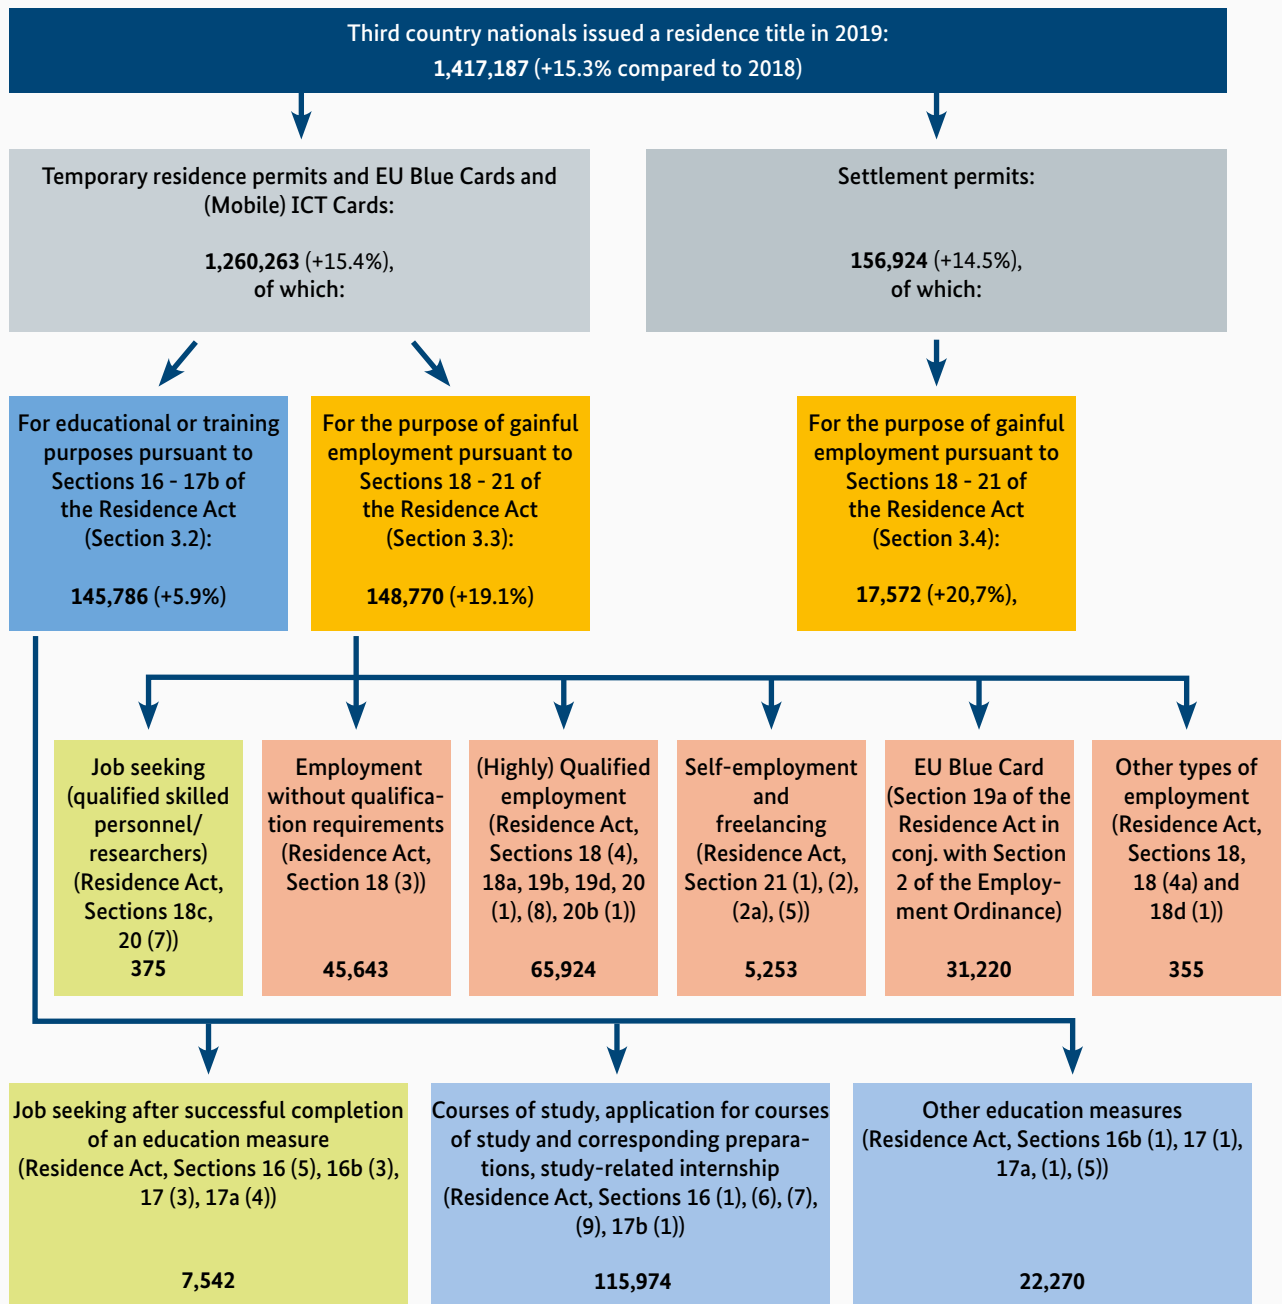 Third country nationals issued a residence title in 2019:
1,417,187 (+15.3% compared to 2018)
Temporary residence permits and EU Blue Cards and
(Mobile) ICT Cards:
1,260,263 (+15.4%),
of which:
Settlement permits:
156,924 (+14.5%),
of which:
For educational or training
purposes pursuant to
Sections 16 - 17b of
the Residence Act
(Section 3.2):
145,786 (+5.9%)
For the purpose of gainful
employment pursuant to
Sections 18 - 21 of
the Residence Act
(Section 3.3):
148,770 (+19.1%)
For the purpose of gainful
employment pursuant to
Sections 18 - 21 of
the Residence Act
(Section 3.4):
17,572 (+20,7%),
Job seeking
(qualified skilled
personnel/
researchers)
(Residence Act,
Sections 18c,
20 (7))
375
Employment
without qualifica-
tion requirements
(Residence Act,
Section 18 (3))
45,643
(Highly) Qualified
employment
(Residence Act,
Sections 18 (4),
18a, 19b, 19d, 20
(1), (8), 20b (1))
65,924
Self-employment
and
freelancing
(Residence Act,
Section 21 (1), (2),
(2a), (5))
5,253
EU Blue Card
(Section 19a of the
Residence Act in
conj. with Section
2 of the Employ-
ment Ordinance)
31,220
Other types of
employment
(Residence Act,
Sections 18,
18 (4a) and
18d (1))
355
Job seeking after successful completion
of an education measure
(Residence Act, Sections 16 (5), 16b (3),
17 (3), 17a (4))
7,542
Courses of study, application for courses
of study and corresponding prepara-
tions, study-related internship
(Residence Act, Sections 16 (1), (6), (7),
(9), 17b (1))
115,974
Other education measures
(Residence Act, Sections 16b (1), 17 (1),
17a, (1), (5))
22,270